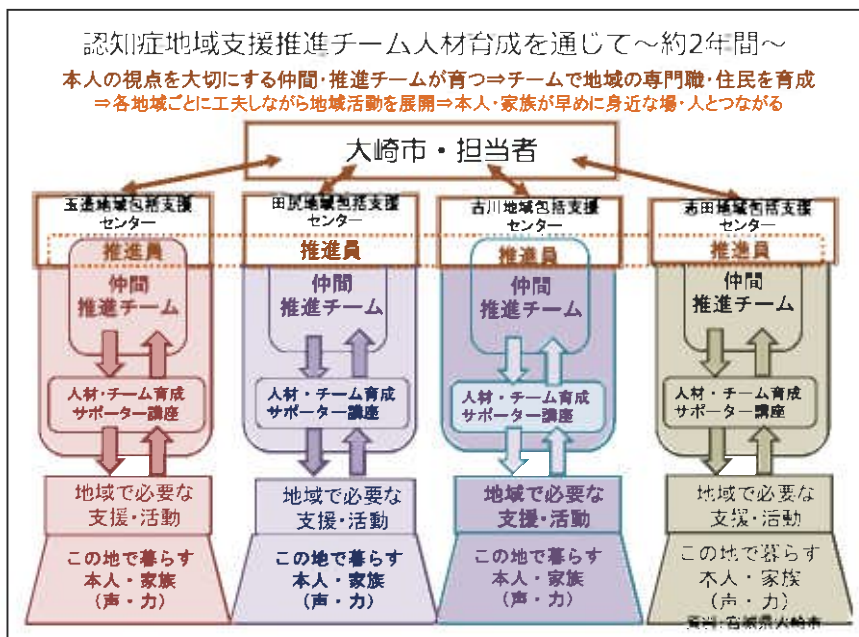 認知症地域支援推進チーム人材育成を通じて～約2年間～
本人の視点を大切にする仲間・推進チームが育つ⇒チームで地域の専門職・住民を育成
⇒各地域ごとに工夫しながら地域活動を展開⇒本人・家族が早めに身近な場・人とつながる
大崎市・担当者
玉造地域包括支援
センター
推進員
仲間
推進チーム
人材・チーム育成
サポーター講座
地域で必要な
支援・活動
この地で暮らす
本人・家族
(声・力)
田尻地域包括支援
センター
推進員
仲間
推進チーム
人材・チーム育成
サポーター講座
地域で必要な
支援・活動
この地で暮らす
本人・家族
(声・力)
古川地域包括支援
センター
推進員
仲間
推進チーム
人材・チーム育成
サポーター講座
地域で必要な
支援・活動
この地で暮らす
本人・家族
(声・力)
志田地域包括支援
センター
推進員
仲間
推進チーム
人材・チーム育成
サポーター講座
地域で必要な
支援・活動
この地で暮らす
本人・家族
(声・力)
資料:宮城県大崎市